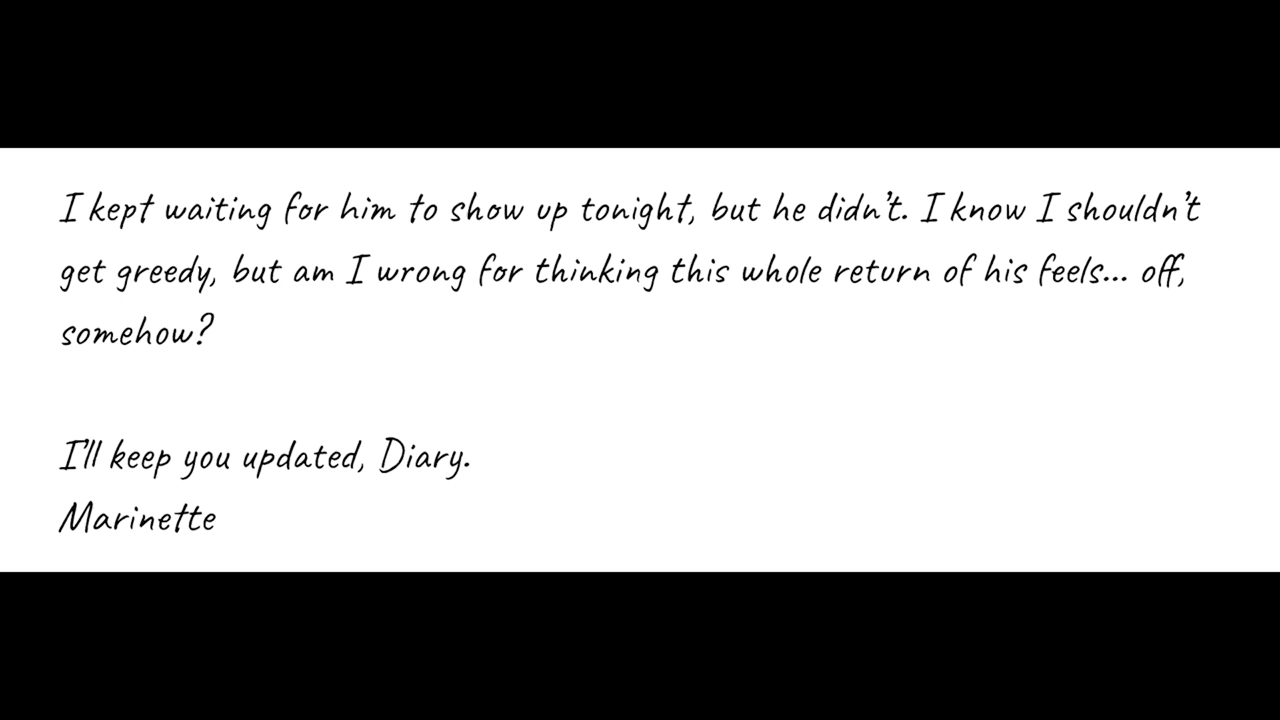 I kept waiting for him to show up tonight, but he didn't. I know I shouldn't
get greedy, but am I wrong for thinking this whole return of his feels... off,
somehow?
I'll keep you updated, Diary.
Marinette